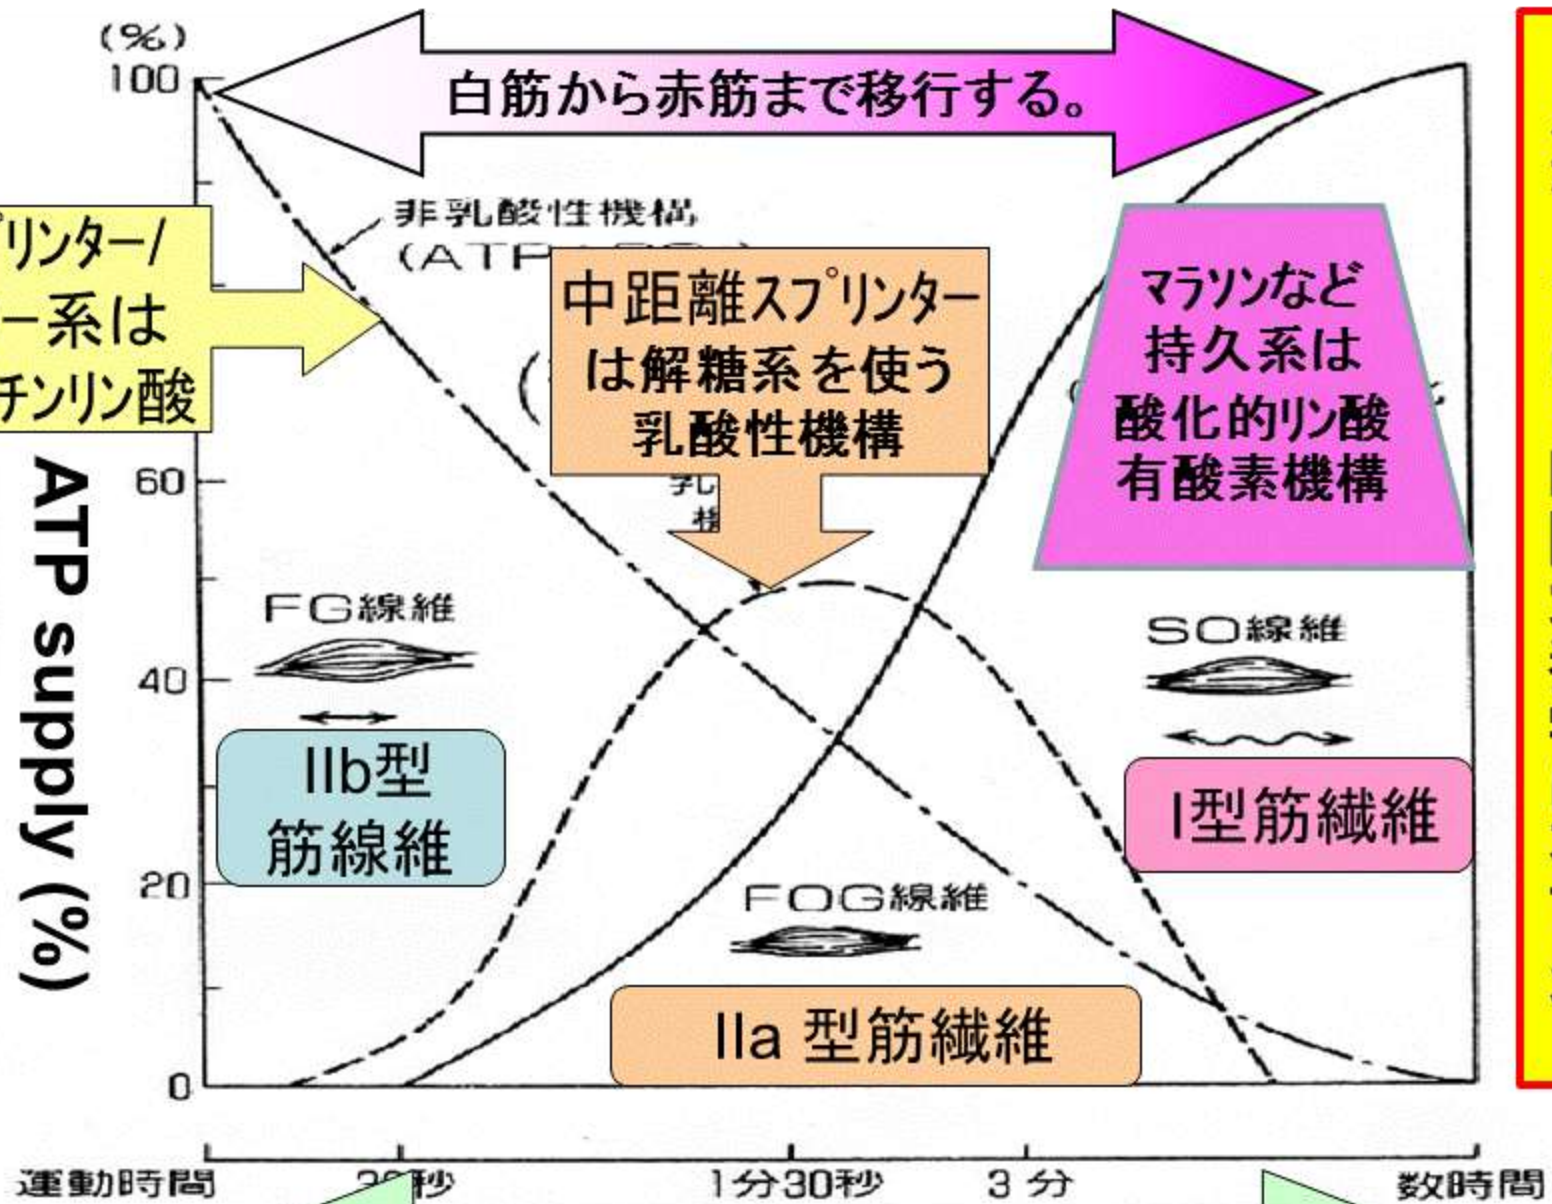 (%)
100
白筋から赤筋まで移行する。
非乳酸性機構
(ATP
リンター/
ー系は
チンリン酸
中距離スプリンター
は解糖系を使う
乳酸性機構
マラソンなど
持久系は
酸化的リン酸
有酸素機構
60
乳
ATP supply (%)
FG線維
SO線維
40
IIb型
筋線維
I型筋繊維
20
FOG線維
IIa 型筋繊維
0
運動時間
秒
1分30秒
3分
数時間